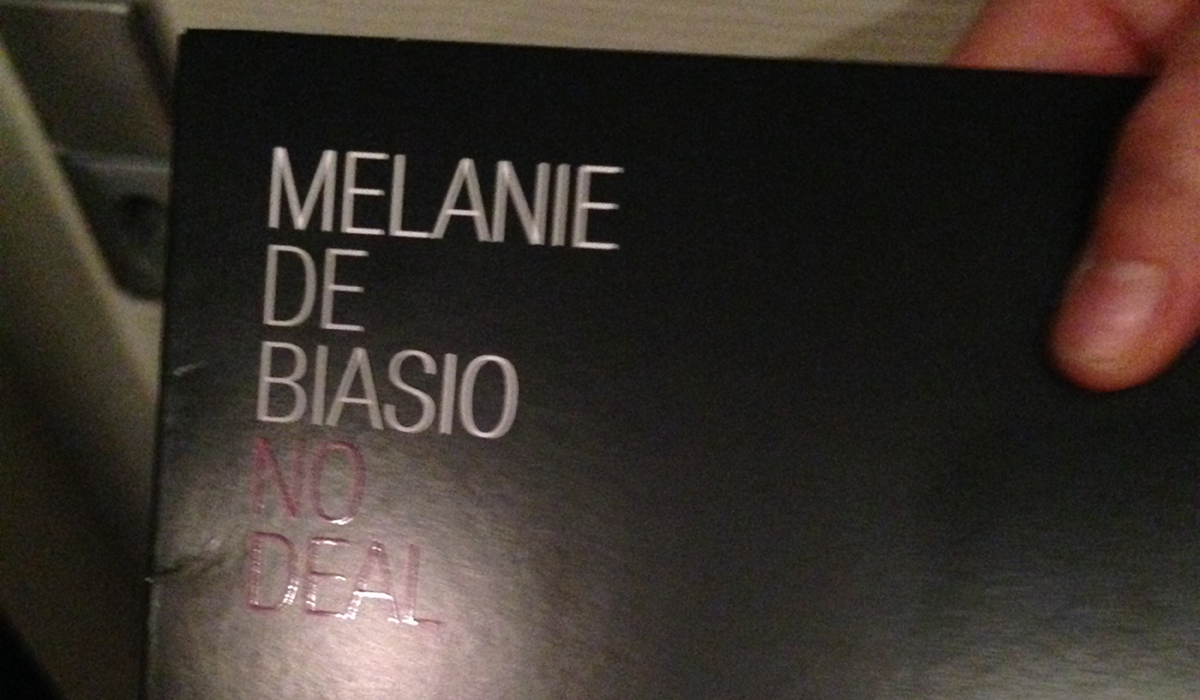 MELANIE
DE
BIASIO
NO
DEAL